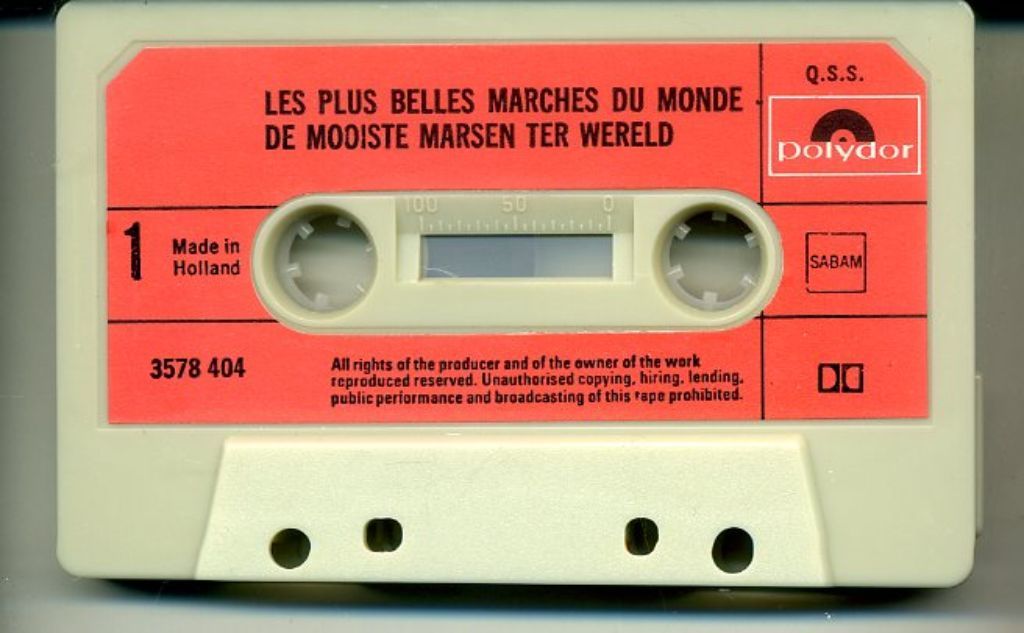 LES PLUS BELLES MARCHES DU MONDE
DE MOOISTE MARSEN TER WERELD
Q.S.S.
polydor
100 50 0
1
Made in
Holland
SABAM
3578 404
All rights of the producer and of the owner of the work
reproduced reserved. Unauthorised copying, hiring, lending,
public performance and broadcasting of this tape prohibited.